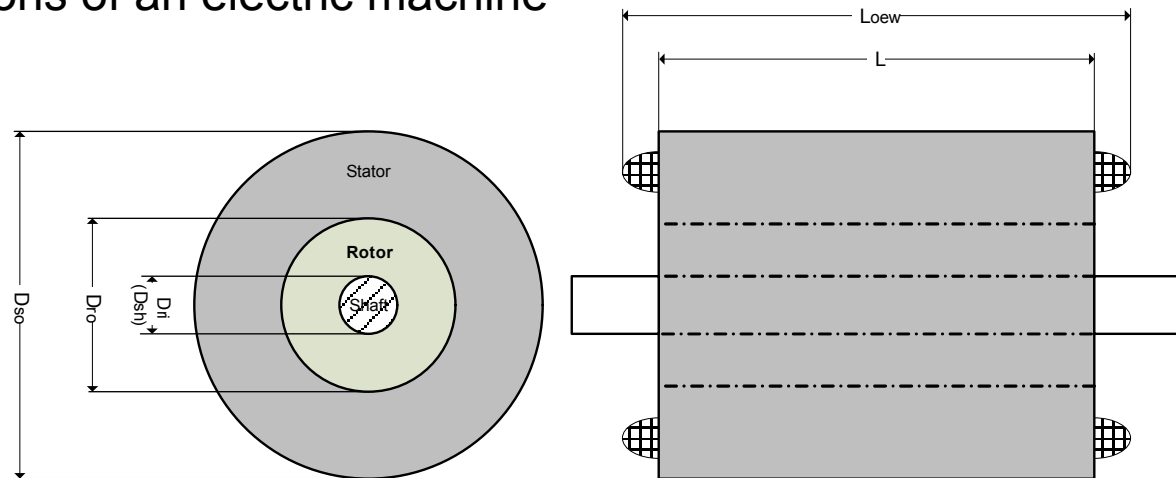 ons of an electric machine
Loew
L
Stator
Rotor
Shaft
Dso
Dro
Dri
(Dsh)